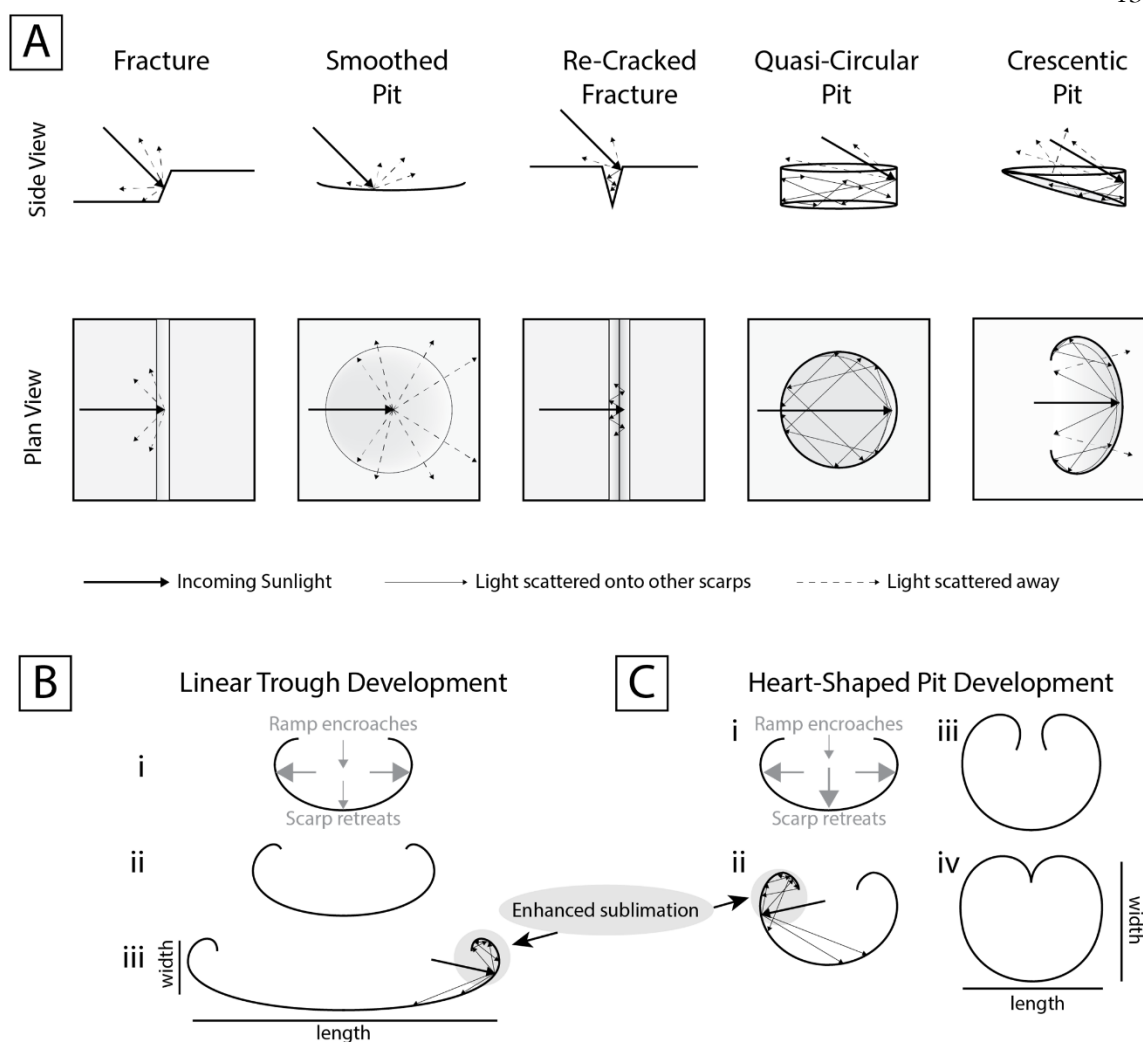 A
Fracture
Smoothed
Pit
Re-Cracked
Fracture
Quasi-Circular
Pit
Crescentic
Pit
Side View
Plan View
Incoming Sunlight
Light scattered onto other scarps
Light scattered away
B
Linear Trough Development
i
Ramp encroaches
Scarp retreats
ii
iii
width
length
Enhanced sublimation
C
Heart-Shaped Pit Development
i
Ramp encroaches
Scarp retreats
ii
iii
iv
width
length